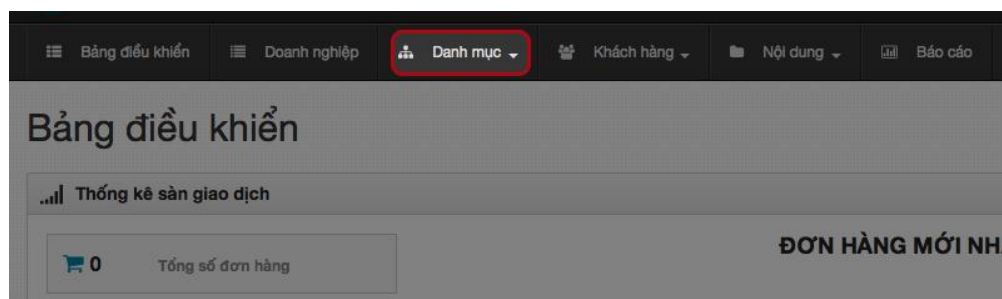 Bảng điều khiển Doanh nghiệp Danh mục Khách hàng Nội dung Báo cáo
Bảng điều khiển
Thống kê sàn giao dịch
ĐƠN HÀNG MỚI
0 Tổng số đơn hàng